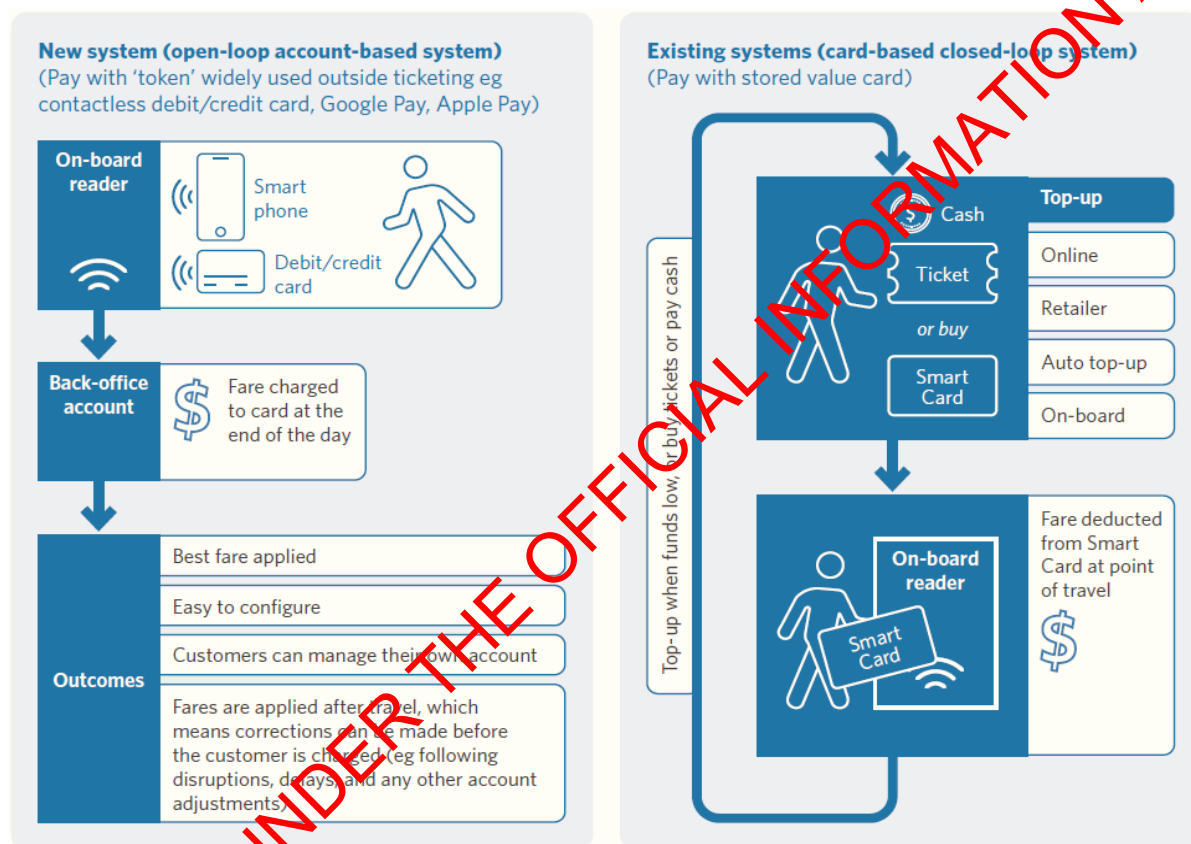 New system (open-loop account-based system)
(Pay with ‘token’ widely used outside ticketing eg
contactless debit/credit card, Google Pay, Apple Pay)
On-board
reader
Smart
phone
Debit/credit
card
Back-office
account
Fare charged
to card at the
end of the day
Outcomes
Best fare applied
Easy to configure
Customers can manage their own account
Fares are applied after travel, which
means corrections can be made before
the customer is charged (eg following
disruptions, delays, and any other account
adjustments)
Existing systems (card-based closed-loop system)
(Pay with stored value card)
Top-up when funds low, or buy tickets or pay cash
Cash
Ticket
or buy
Smart
Card
Top-up
Online
Retailer
Auto top-up
On-board
On-board
reader
Smart
Card
Fare deducted
from Smart
Card at point
of travel
UNDER THE OFFICIAL INFORMATION